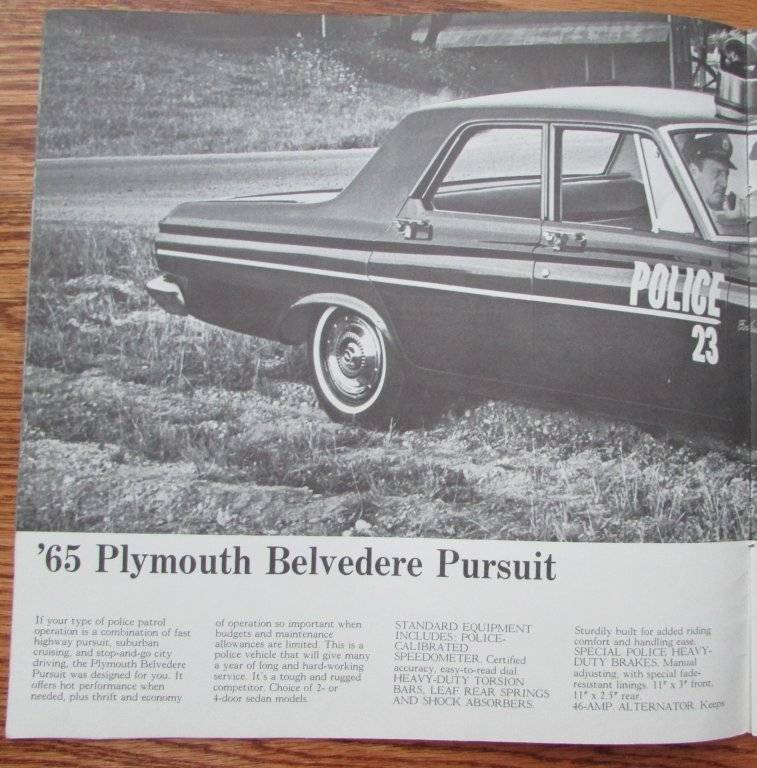 POLICE
23
'65 Plymouth Belvedere Pursuit
If your type of police patrol
operation is a combination of fast
highway pursuit, suburban
cruising, and stop-and-go city
driving, the Plymouth Belvedere
Pursuit was designed for you. It
offers hot performance when
needed, plus thrift and economy
of operation so important when
budgets and maintenance
allowances are limited. This is a
police vehicle that will give many
a year of long and hard-working
service. It's a tough and rugged
competitor. Choice of 2- or
4-door sedan models.
STANDARD EQUIPMENT
INCLUDES: POLICE-
CALIBRATED
SPEEDOMETER. Certified
accuracy, easy-to-read dial.
HEAVY-DUTY TORSION
BARS, LEAF REAR SPRINGS
AND SHOCK ABSORBERS.
Sturdily built for added riding
comfort and handling ease.
SPECIAL POLICE HEAVY-
DUTY BRAKES. Manual
adjusting, with special fade-
resistant linings. 11" x 3" front,
11" x 2.5" rear.
46-AMP. ALTERNATOR. Keeps